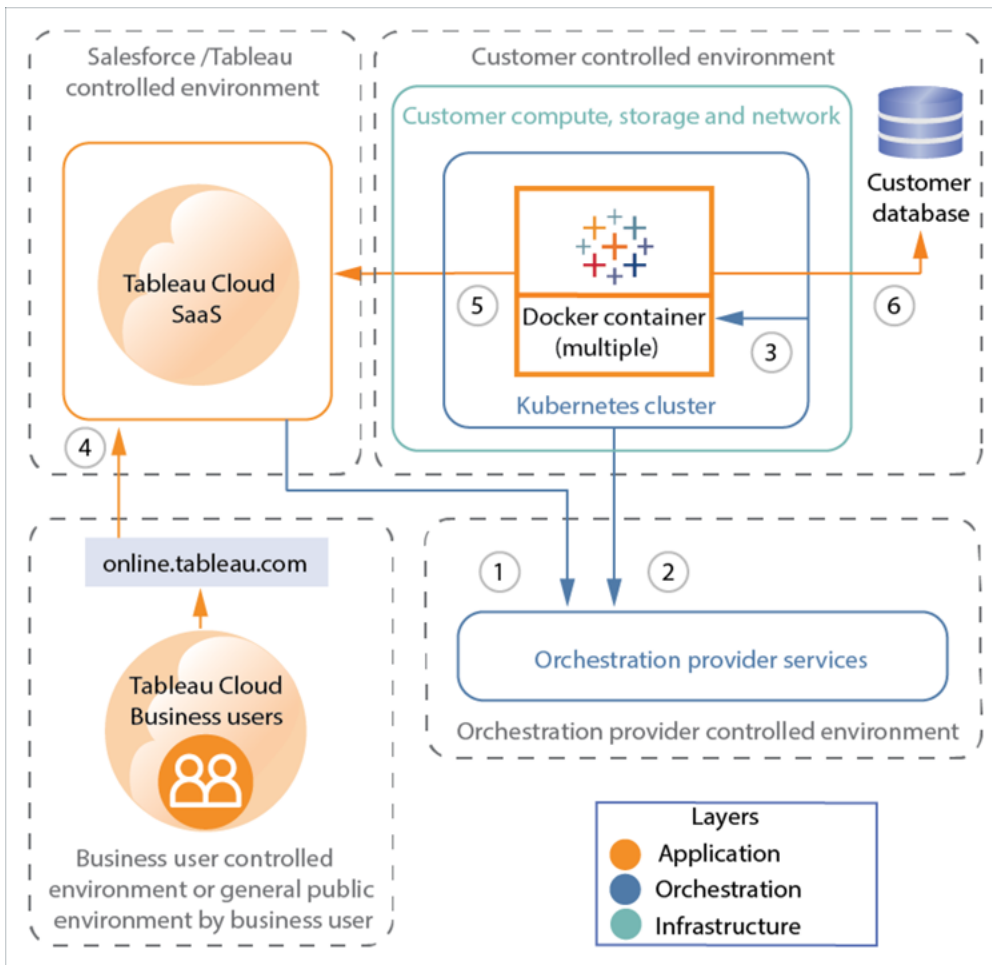 Salesforce /Tableau
controlled environment
Tableau Cloud
SaaS
4
online.tableau.com
Tableau Cloud
Business users
Business user controlled
environment or general public
environment by business user
Customer controlled environment
Customer compute, storage and network
Customer
database
5
Docker container
(multiple)
3
6
Kubernetes cluster
1
2
Orchestration provider services
Orchestration provider controlled environment
Layers
Application
Orchestration
Infrastructure